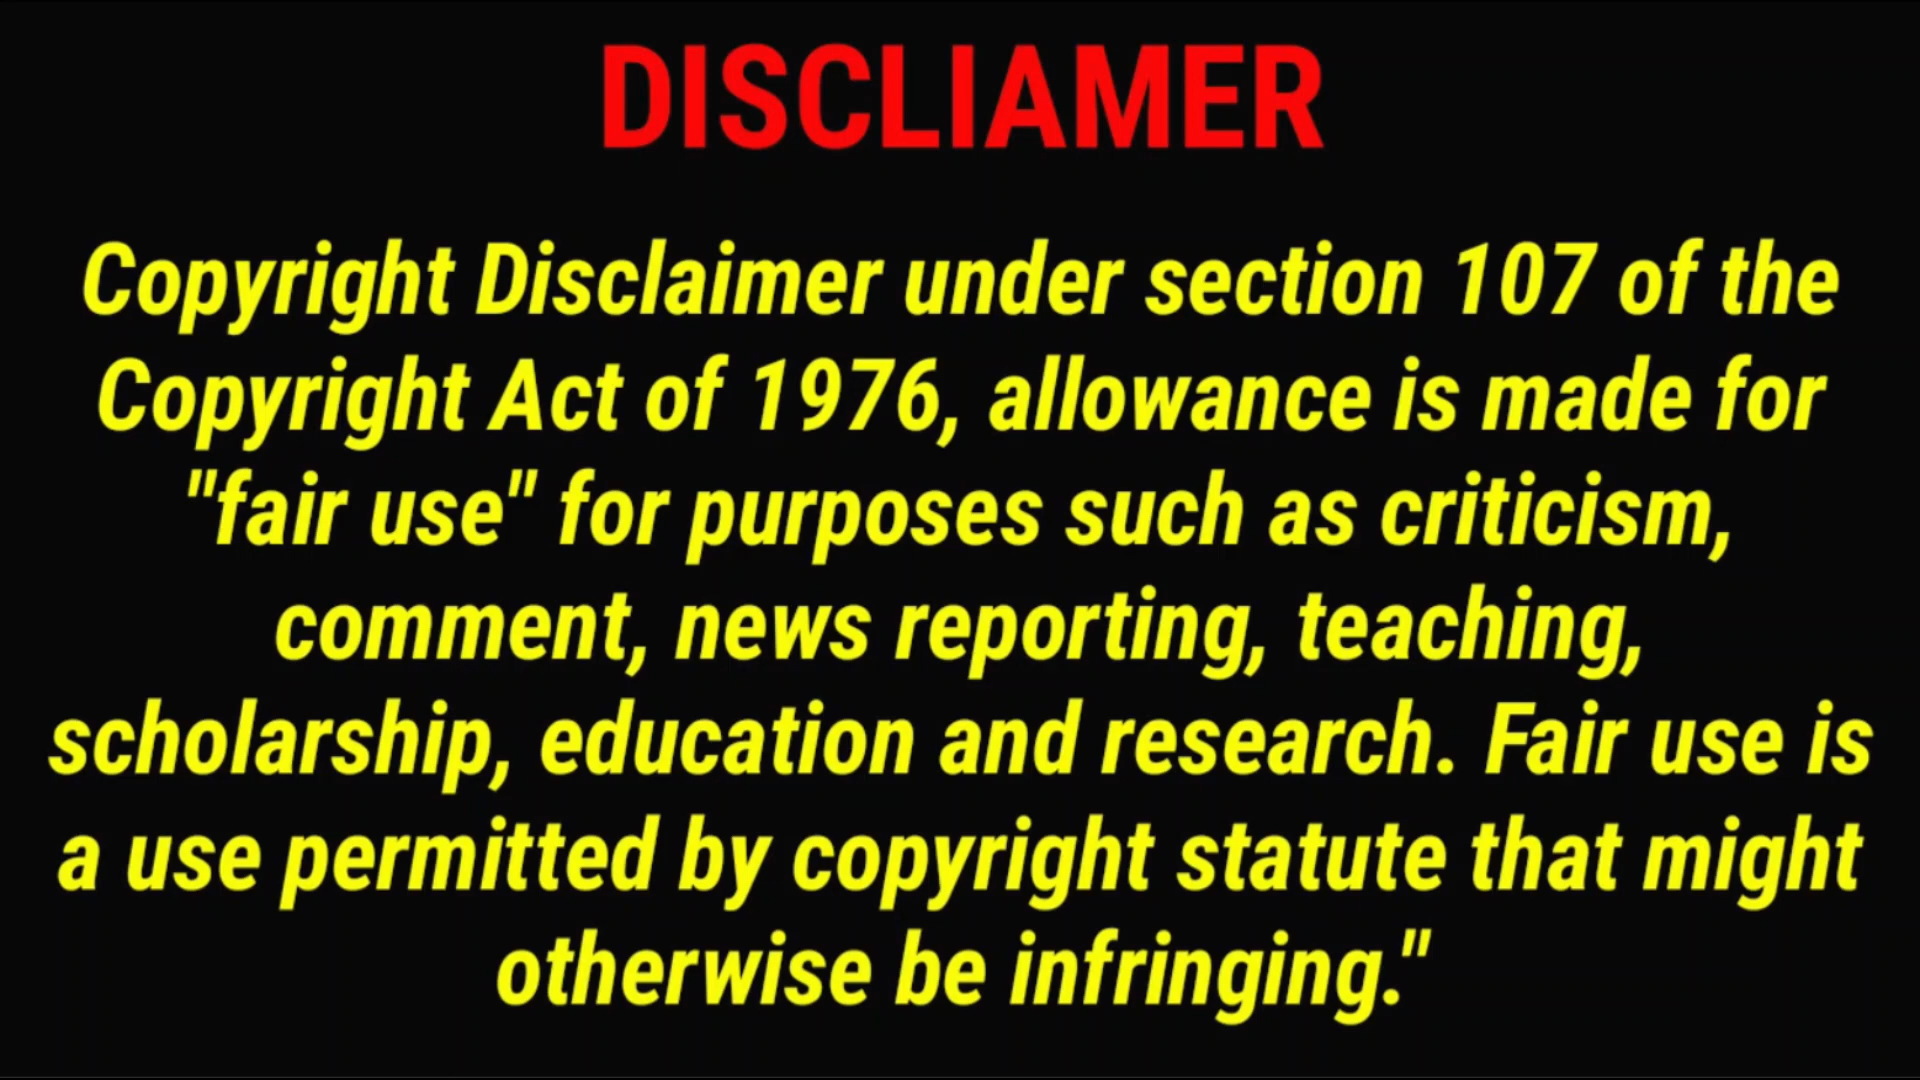 DISCLIAMER
Copyright Disclaimer under section 107 of the
Copyright Act of 1976, allowance is made for
"fair use" for purposes such as criticism,
comment, news reporting, teaching,
scholarship, education and research. Fair use is
a use permitted by copyright statute that might
otherwise be infringing."